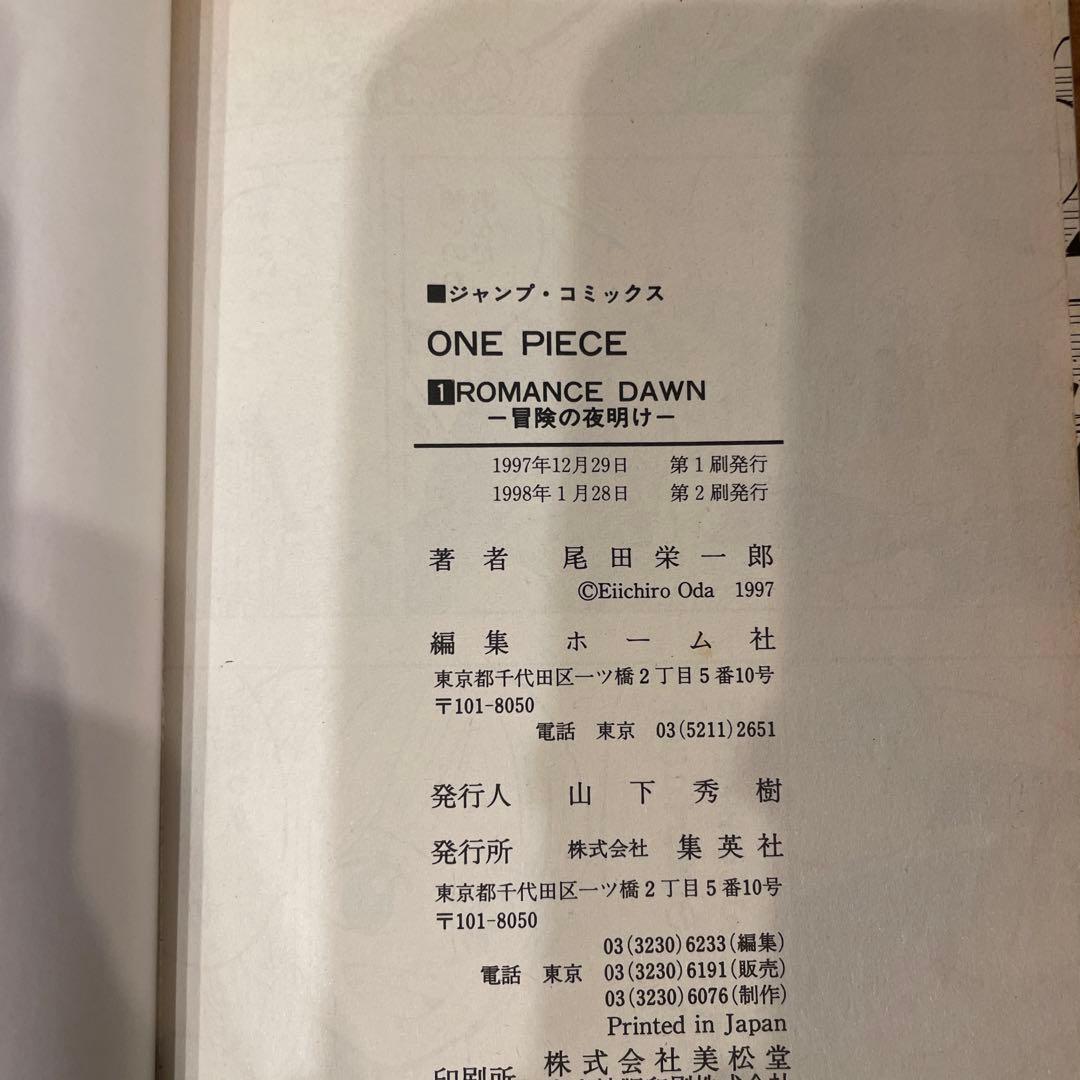 ■ジャンプ・コミックス
ONE PIECE
1 ROMANCE DAWN
―冒険の夜明け―
1997年12月29日 第1刷発行
1998年1月28日 第2刷発行
著者 尾田栄一郎
©Eiichiro Oda 1997
編集 ホーム社
東京都千代田区一ツ橋2丁目5番10号
〒101-8050
電話 東京 03(5211)2651
発行人 山下秀樹
発行所 株式会社 集英社
東京都千代田区一ツ橋2丁目5番10号
〒101-8050
03(3230)6233(編集)
電話 東京 03(3230)6191(販売)
03(3230)6076(制作)
Printed in Japan
印刷所 株式会社美松堂